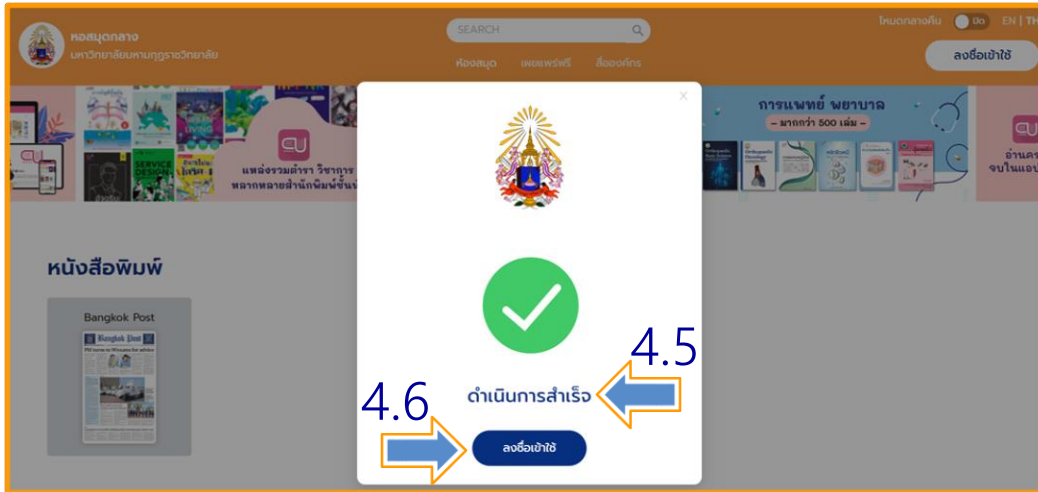 หอสมุดกลาง
มหาวิทยาลัยมหามกุฏราชวิทยาลัย
SEARCH
โหมดกลางคืน ปิด EN | TH
ลงชื่อเข้าใช้
ห้องสมุด เผยแพร่ฟรี สื่อองค์กร
แหล่งรวมตำรา วิชาการ
หลากหลายสำนักพิมพ์ชั้น
SERVICE
DESIGN
LIVING
การแพทย์ พยาบาล
– มากกว่า 500 เล่ม –
อ่านคร
จบในแอป
หนังสือพิมพ์
Bangkok Post
Bangkok Post
4.5
ดำเนินการสำเร็จ
4.6
ลงชื่อเข้าใช้